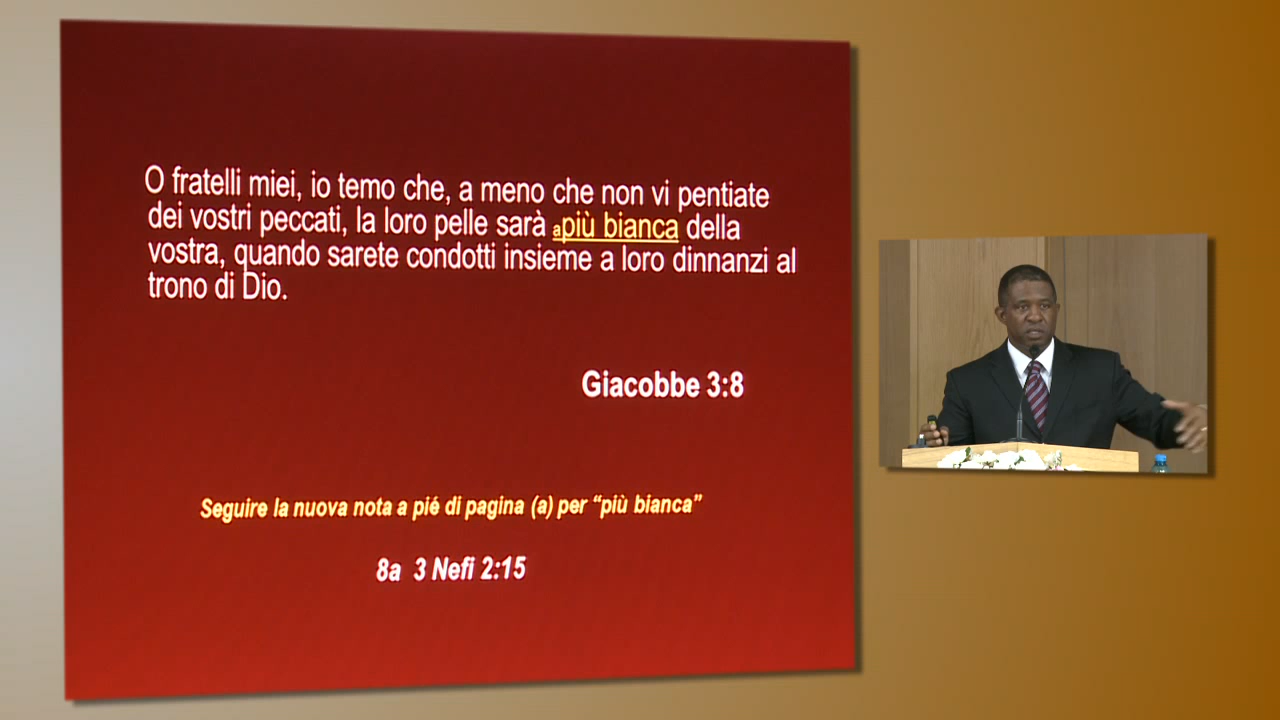 O fratelli miei, io temo che, a meno che non vi pentiate
dei vostri peccati, la loro pelle sarà apiù bianca della
vostra, quando sarete condotti insieme a loro dinnanzi al
trono di Dio.
Giacobbe 3:8
Seguire la nuova nota a pié di pagina (a) per “più bianca”
8a 3 Nefi 2:15